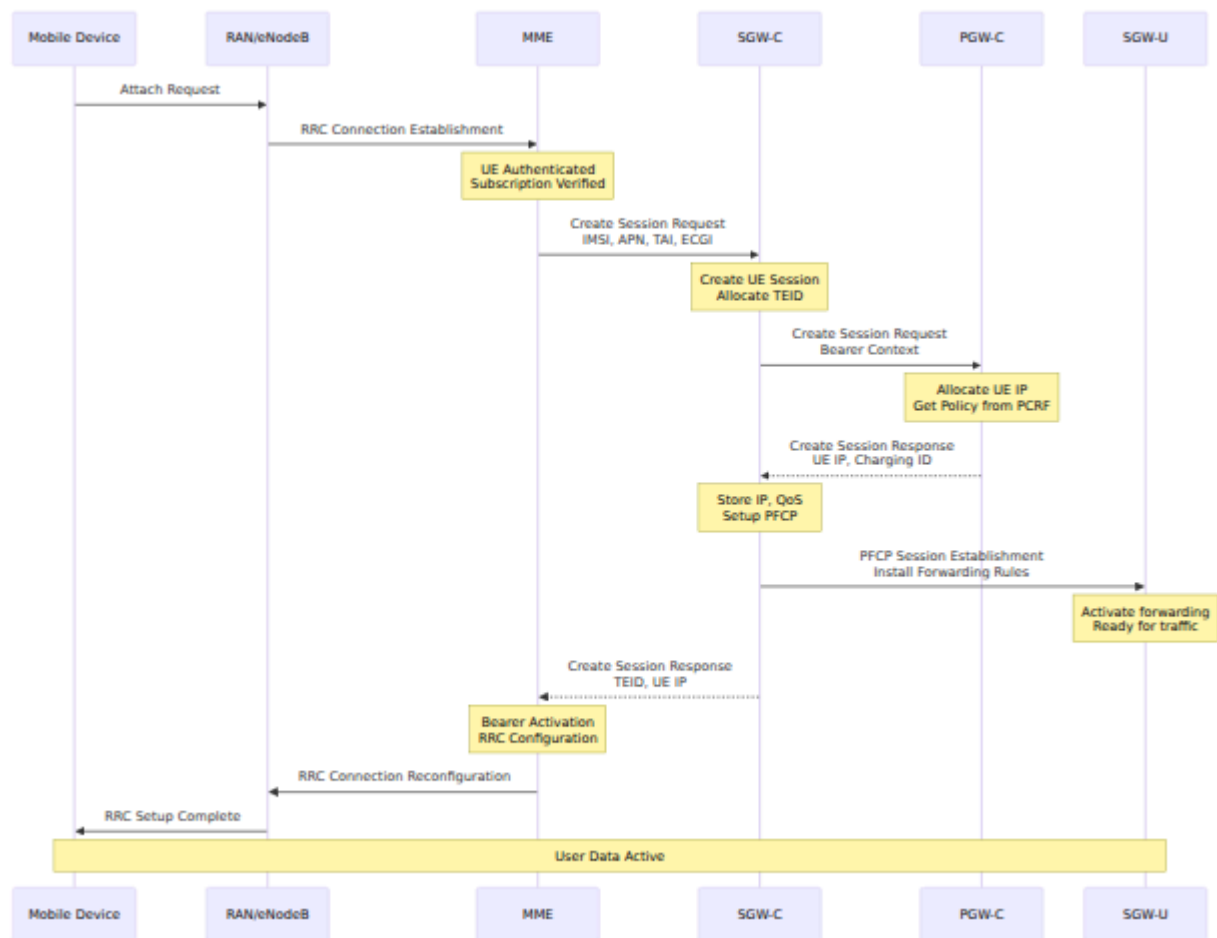 Mobile Device
RAN/eNodeB
MME
SGW-C
PGW-C
SGW-U
Attach Request
RRC Connection Establishment
UE Authenticated
Subscription Verified
Create Session Request
IMSI, APN, TAI, ECGI
Create UE Session
Allocate TEID
Create Session Request
Bearer Context
Allocate UE IP
Get Policy from PCRF
Create Session Response
UE IP, Charging ID
Store IP, QoS
Setup PFCP
PFCP Session Establishment
Install Forwarding Rules
Activate forwarding
Ready for traffic
Create Session Response
TEID, UE IP
Bearer Activation
RRC Configuration
RRC Connection Reconfiguration
RRC Setup Complete
User Data Active
Mobile Device
RAN/eNodeB
MME
SGW-C
PGW-C
SGW-U